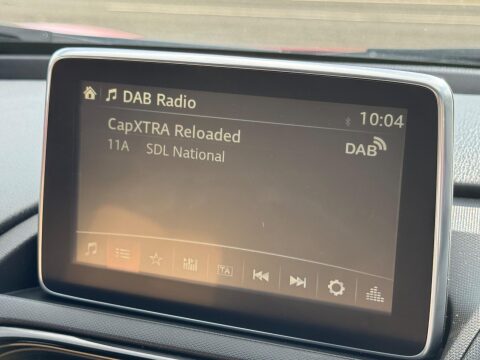 DAB Radio
10:04
CapXTRA Reloaded
DAB
11A SDL National
TA